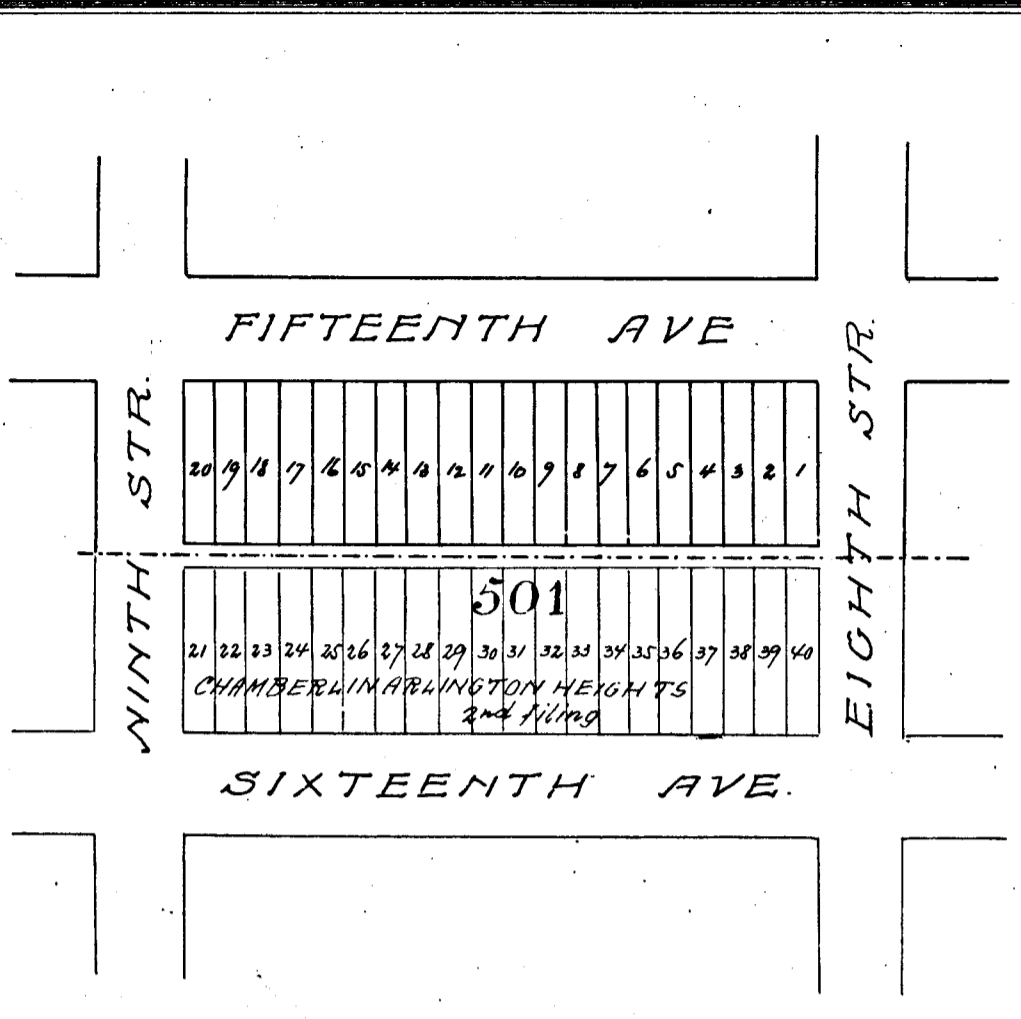 FIFTEENTH AVE
NINTH STR.
EIGHTH STR.
20 19 18 17 16 15 14 13 12 11 10 9 8 7 6 5 4 3 2 1
501
21 22 23 24 25 26 27 28 29 30 31 32 33 34 35 36 37 38 39 40
CHAMBERLIN ARLINGTON HEIGHTS
2nd filing
SIXTEENTH AVE.